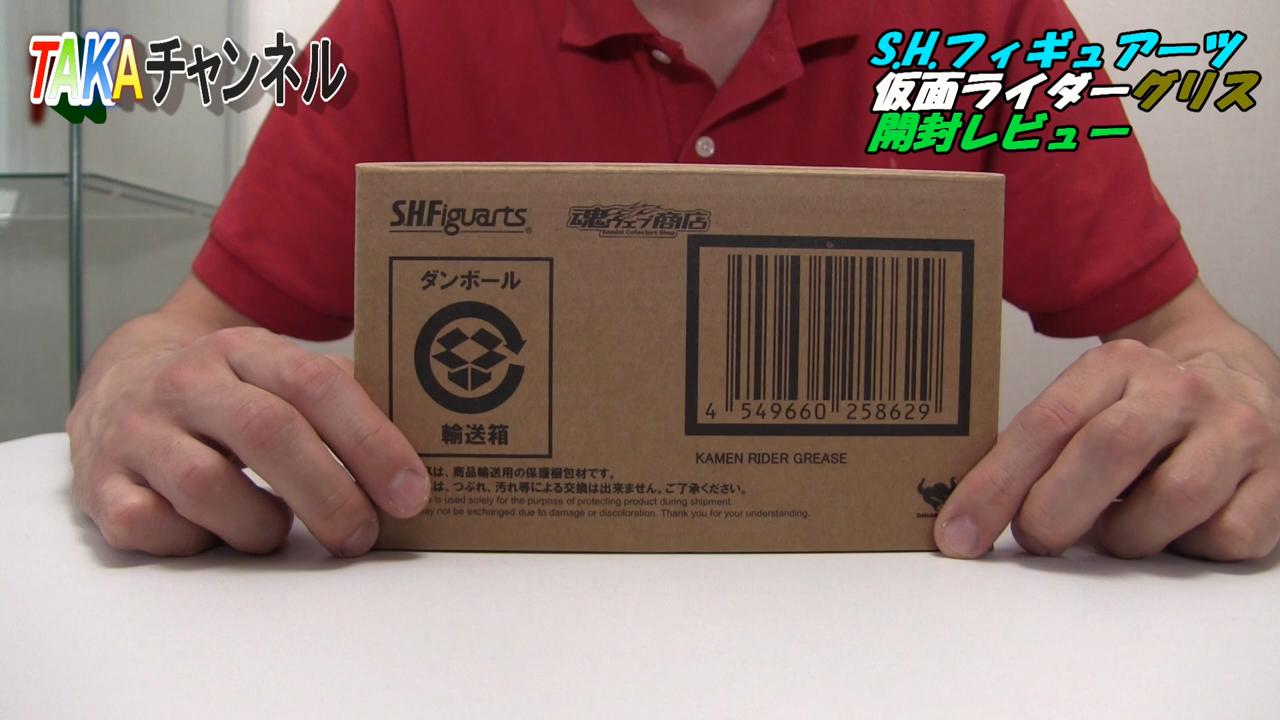 TAKAチャンネル
S.H.フィギュアーツ
仮面ライダーグリス
開封レビュー
S.H.Figuarts
魂ウェブ商店
Bandai Collectors Shop
ダンボール
輸送箱
4 549660 258629
KAMEN RIDER GREASE
は、商品輸送用の保護梱包材です。
は、つぶれ、汚れ等による交換は出来ません。ご了承ください。
is used solely for the purpose of protecting product during shipment.
may not be exchanged due to damage or discoloration. Thank you for your understanding.